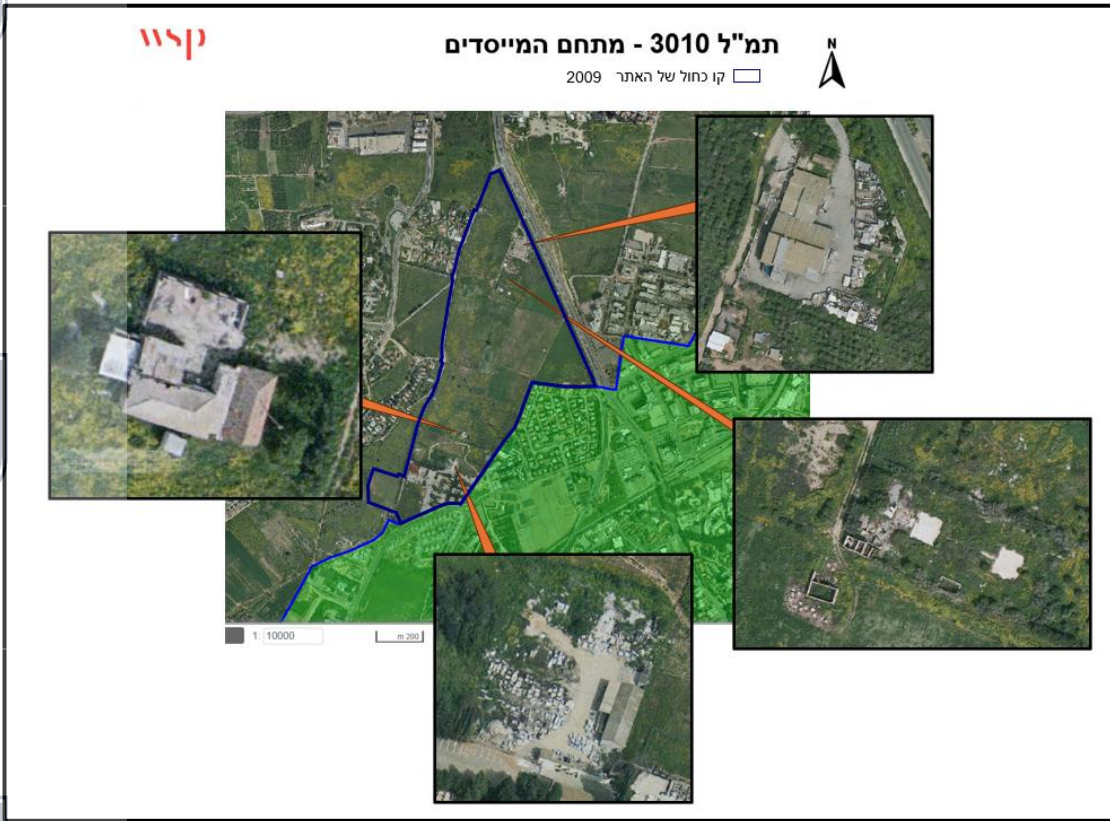 wsp
תמ"ל 3010 - מתחם המייסדים
N
קו כחול של האתר 2009
1: 10000
m 200